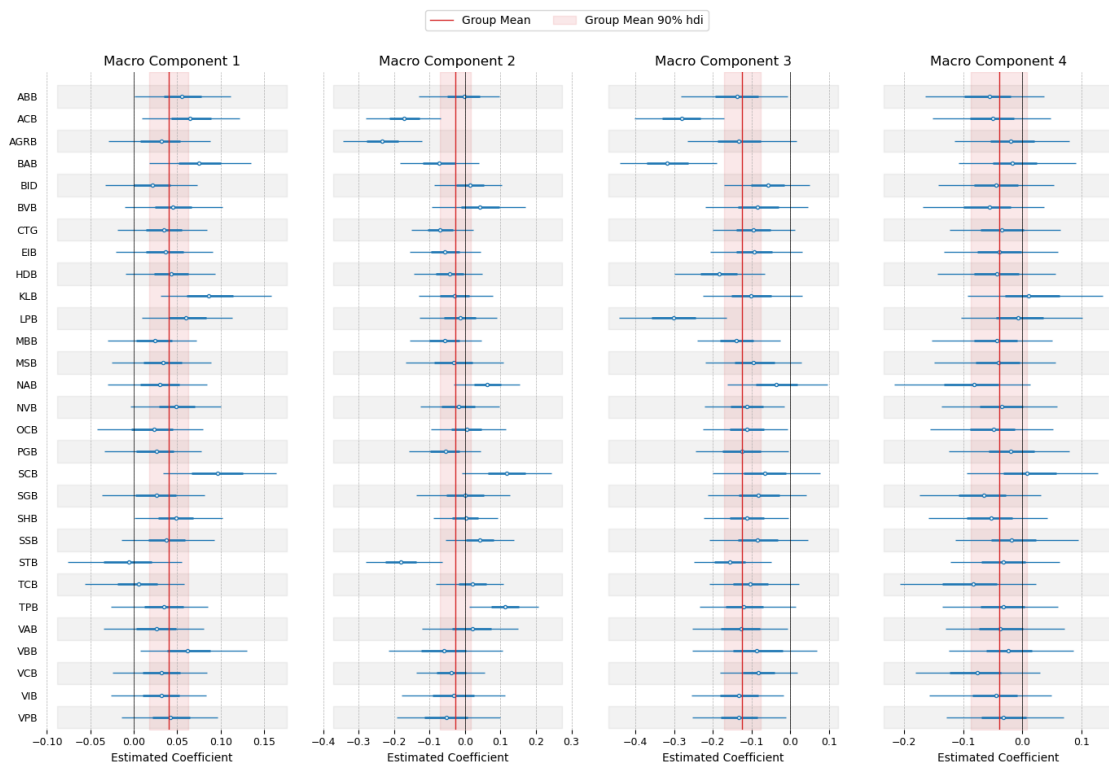 Group Mean
Group Mean 90% hdi
Macro Component 1
Macro Component 2
Macro Component 3
Macro Component 4
ABB
ACB
AGRB
BAB
BID
BVB
CTG
EIB
HDB
KLB
LPB
MBB
MSB
NAB
NVB
OCB
PGB
SCB
SGB
SHB
SSB
STB
TCB
TPB
VAB
VBB
VCB
VIB
VPB
−0.10 −0.05 0.00 0.05 0.10 0.15
−0.4 −0.3 −0.2 −0.1 0.0 0.1 0.2 0.3
−0.4 −0.3 −0.2 −0.1 0.0 0.1
−0.2 −0.1 0.0 0.1
Estimated Coefficient
Estimated Coefficient
Estimated Coefficient
Estimated Coefficient